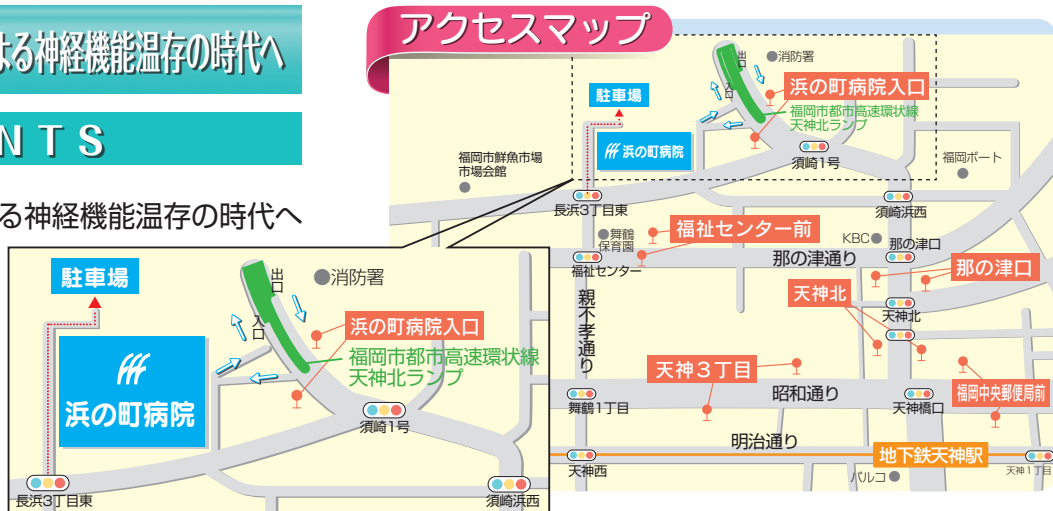 よる神経機能温存の時代へ
NTS
る神経機能温存の時代へ
アクセスマップ
出口
●消防署
入口
浜の町病院入口
福岡市都市高速環状線
天神北ランプ
駐車場
浜の町病院
須崎1号
福岡市鮮魚市場
市場会館
福岡ボート
長浜3丁目東
須崎浜西
●舞鶴
保育園
福祉センター前
KBC●
那の津口
福祉センター
那の津通り
那の津口
天神北
親不孝通り
天神北
天神3丁目
昭和通り
舞鶴1丁目
天神橋口
福岡中央郵便局前
明治通り
地下鉄天神駅
天神西
パルコ●
天神1丁目
駐車場
出口
●消防署
入口
浜の町病院入口
福岡市都市高速環状線
天神北ランプ
浜の町病院
須崎1号
長浜3丁目東
須崎浜西